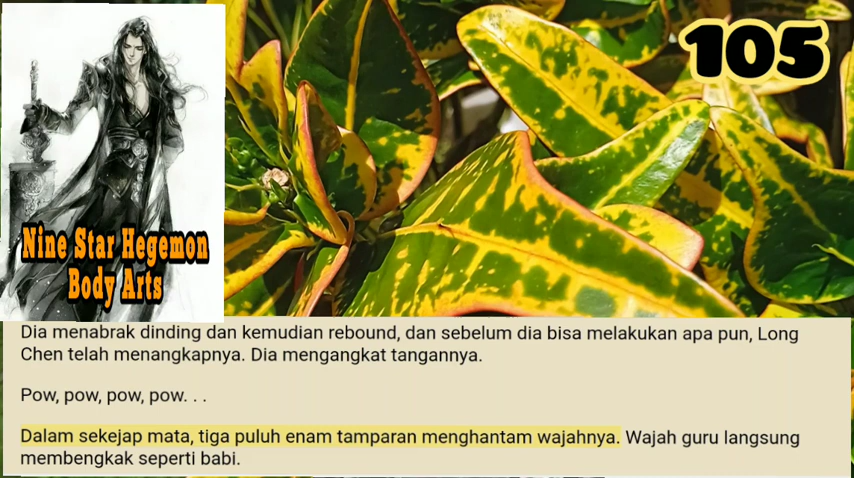 105
Nine Star Hegemon
Body Arts
Dia menabrak dinding dan kemudian rebound, dan sebelum dia bisa melakukan apa pun, Long
Chen telah menangkapnya. Dia mengangkat tangannya.
Pow, pow, pow, pow. . .
Dalam sekejap mata, tiga puluh enam tamparan menghantam wajahnya. Wajah guru langsung
membengkak seperti babi.